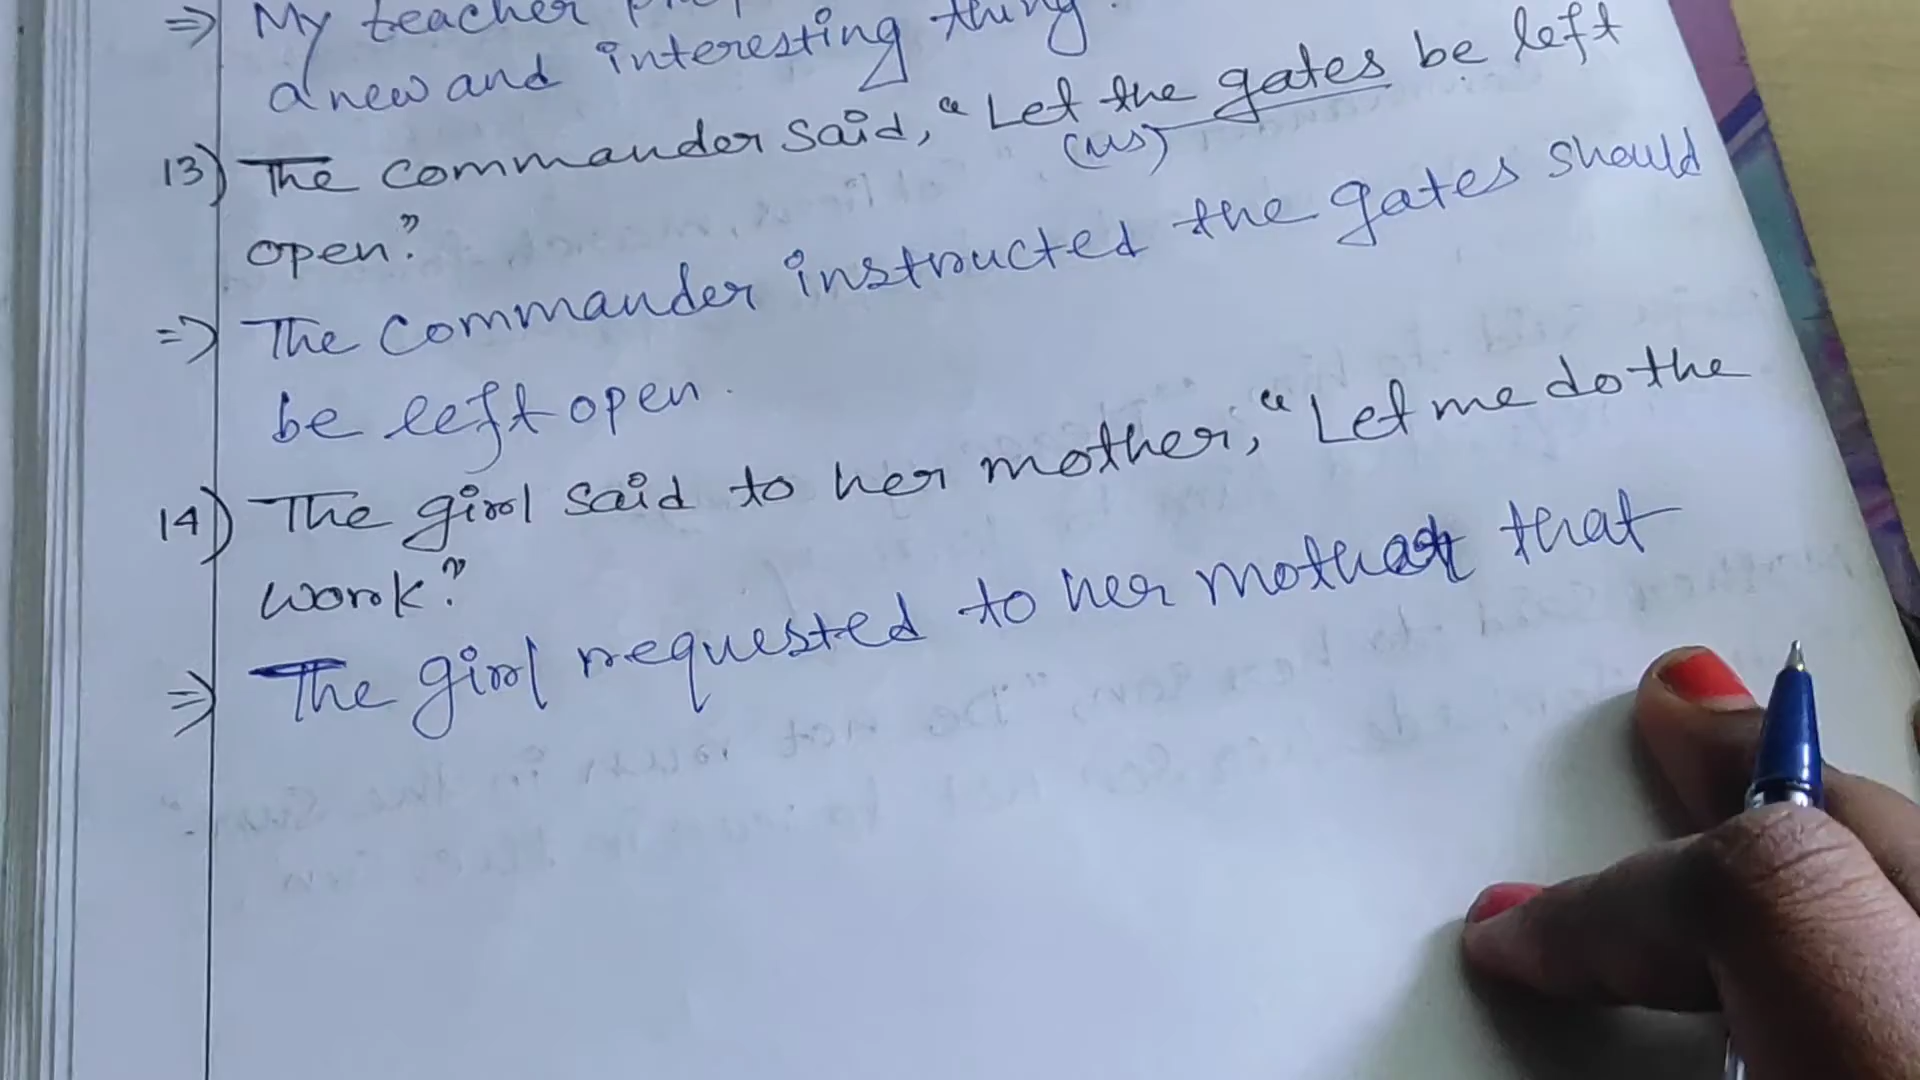 => My teacher
a new and interesting thing.
13) The commander said, "Let the gates be left
(NS)
open."
=> The Commander instructed the gates should
be left open.
14) The girl said to her mother, "Let me do the
work."
=> The girl requested to her mother that